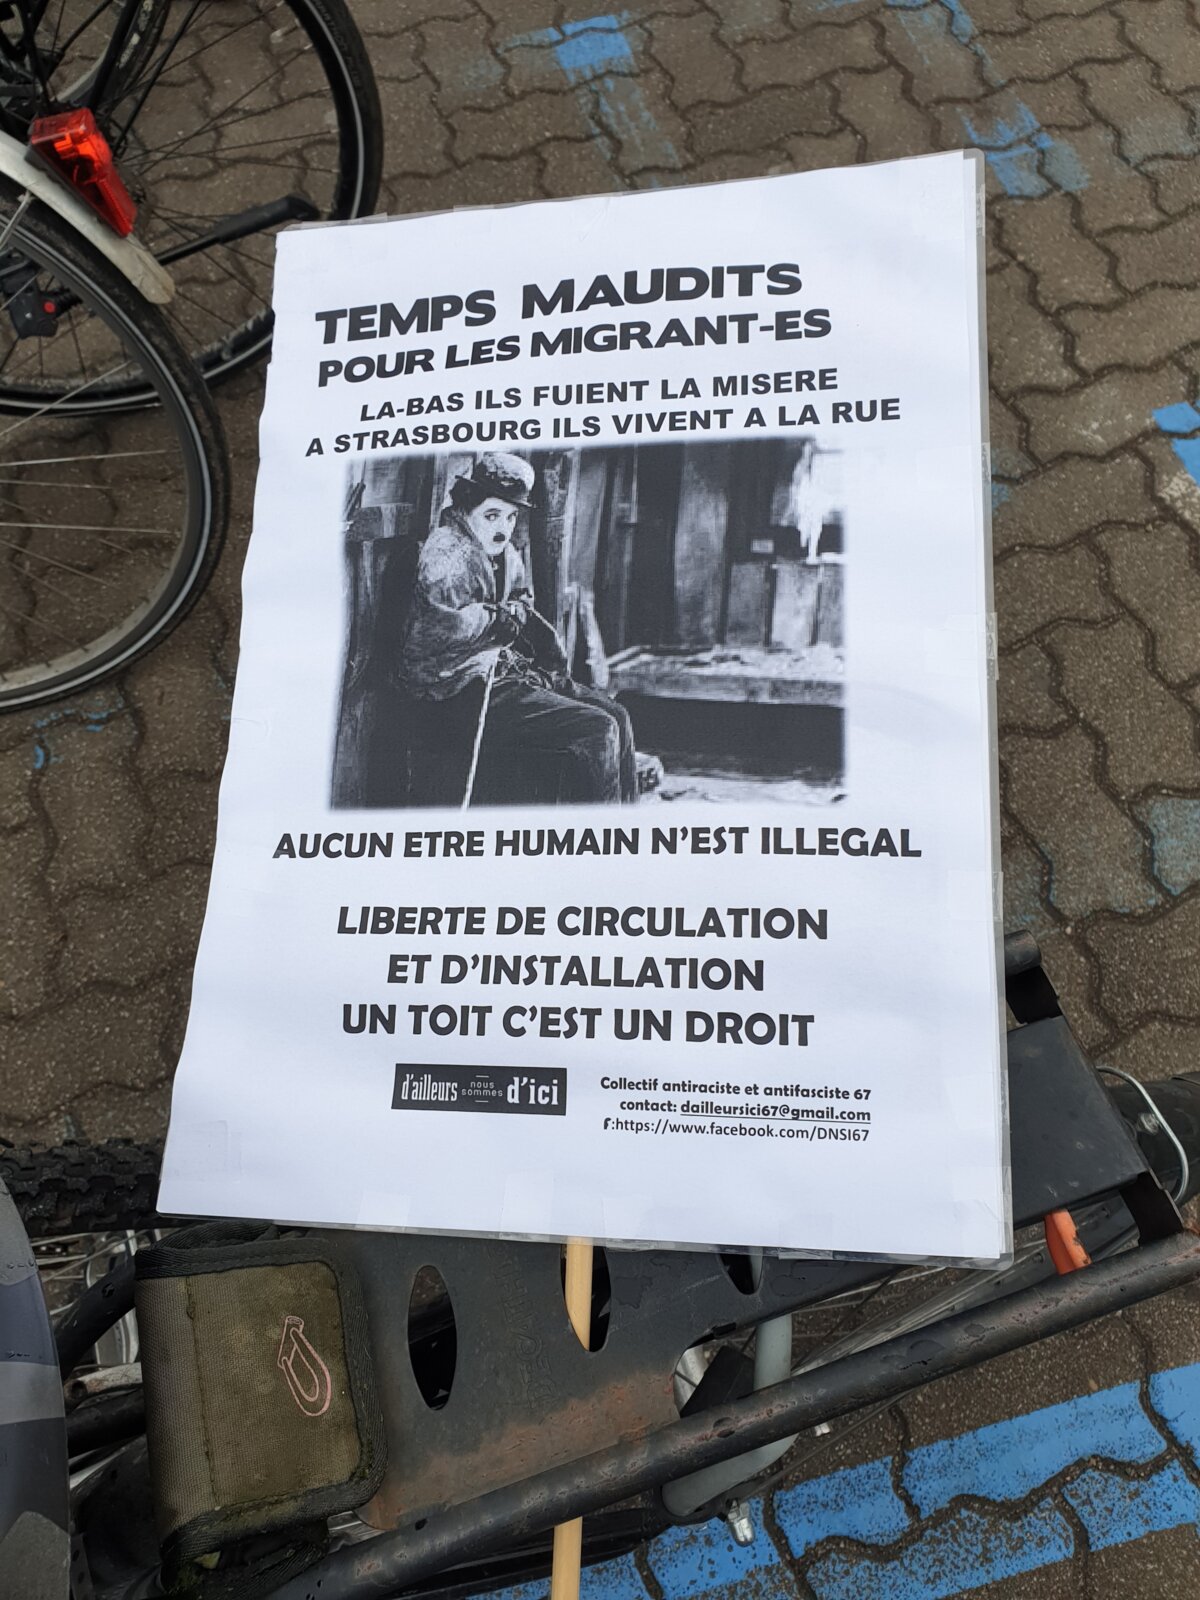 TEMPS MAUDITS
POUR LES MIGRANT-ES
LA-BAS ILS FUIENT LA MISERE
A STRASBOURG ILS VIVENT A LA RUE
AUCUN ETRE HUMAIN N'EST ILLEGAL
LIBERTE DE CIRCULATION
ET D'INSTALLATION
UN TOIT C'EST UN DROIT
d'ailleurs nous sommes d'ici
Collectif antiraciste et antifasciste 67
contact: dailleursici67@gmail.com
f:https://www.facebook.com/DNSI67